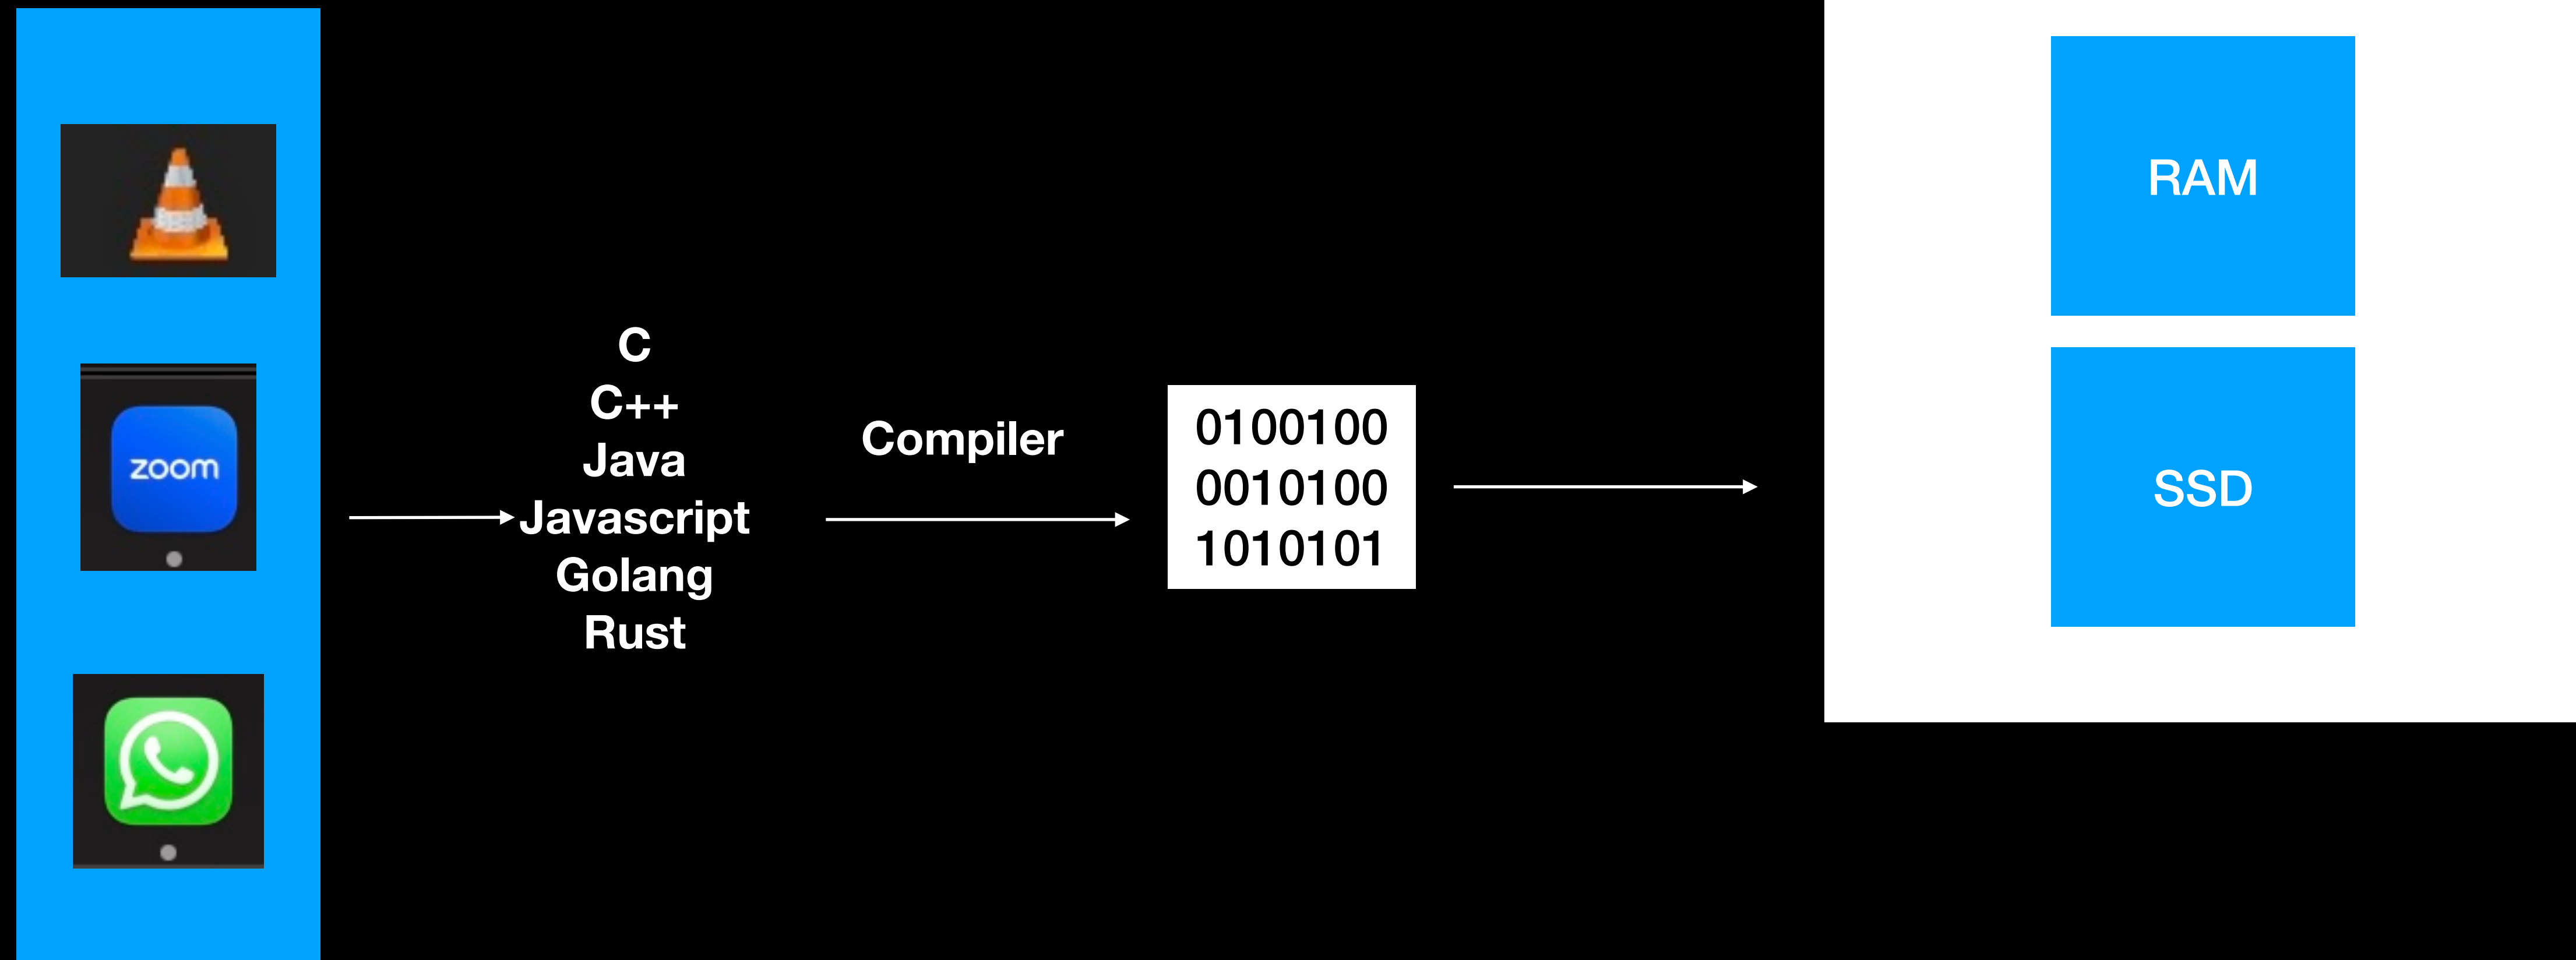 zoom
C
C++
Java
Javascript
Golang
Rust
Compiler
0100100
0010100
1010101
RAM
SSD